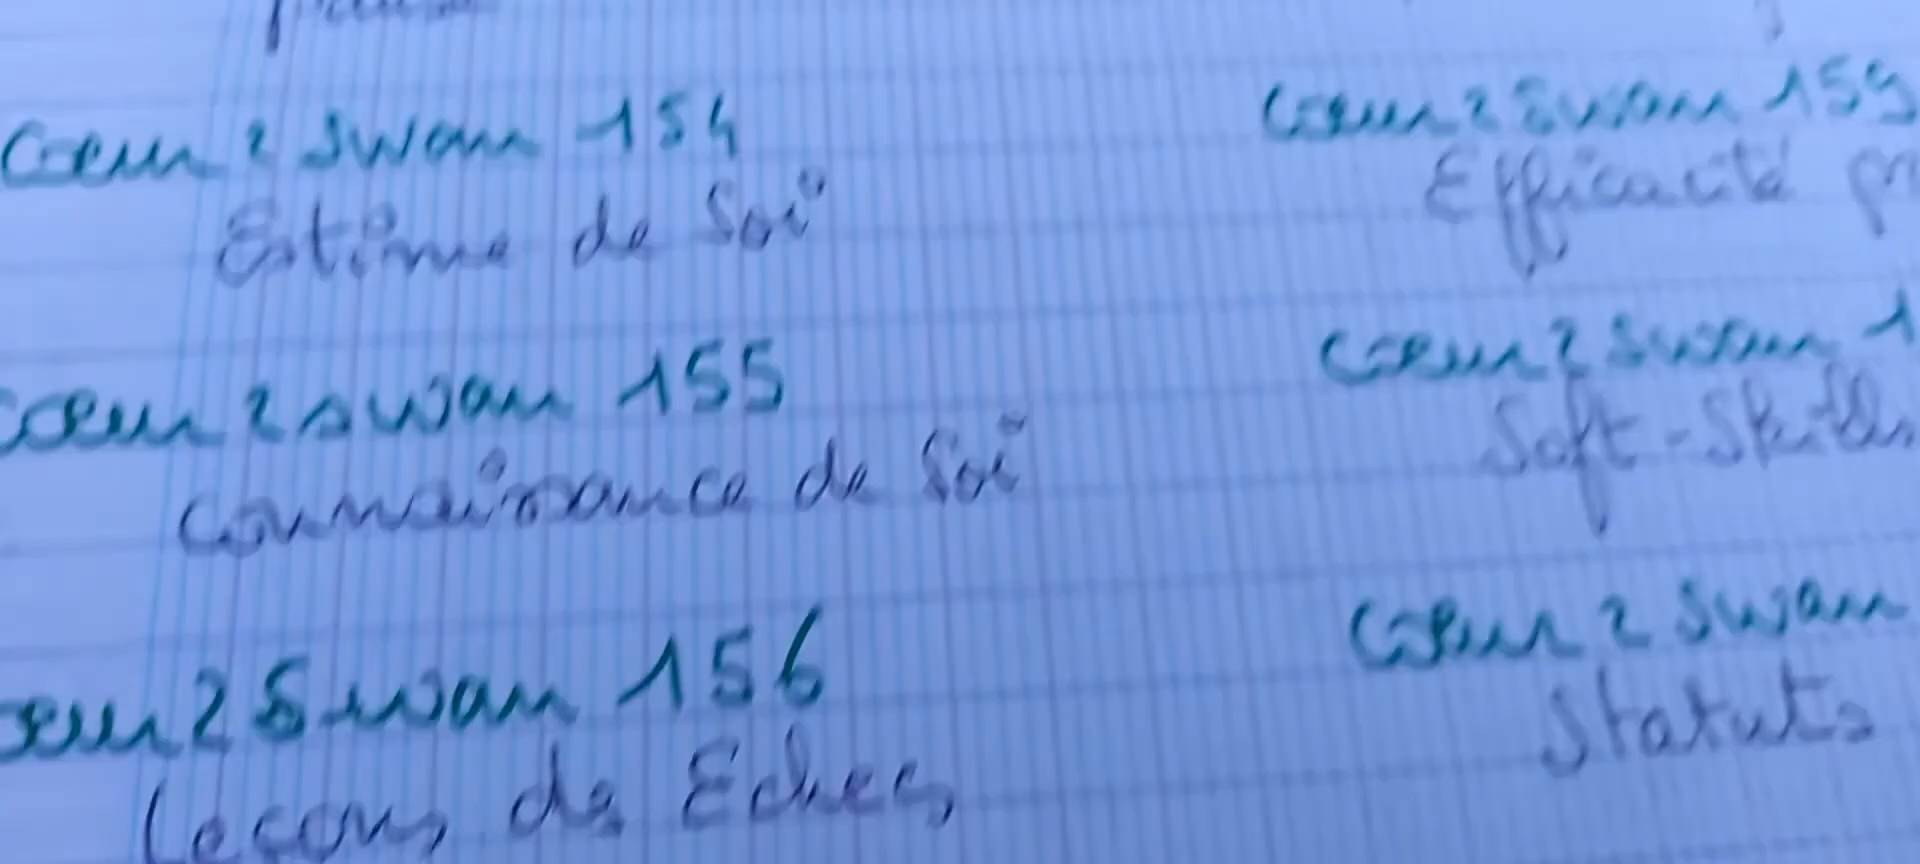 Coeur 2 Swan 154
Estime de Soi
Coeur 2 Swan 155
Connaissance de Soi
Coeur 2 Swan 156
Leçons des Echecs
Coeur 2 Swan 159
Efficacité
Coeur 2 Swan 1
Soft-Skills
Coeur 2 Swan
Statuts